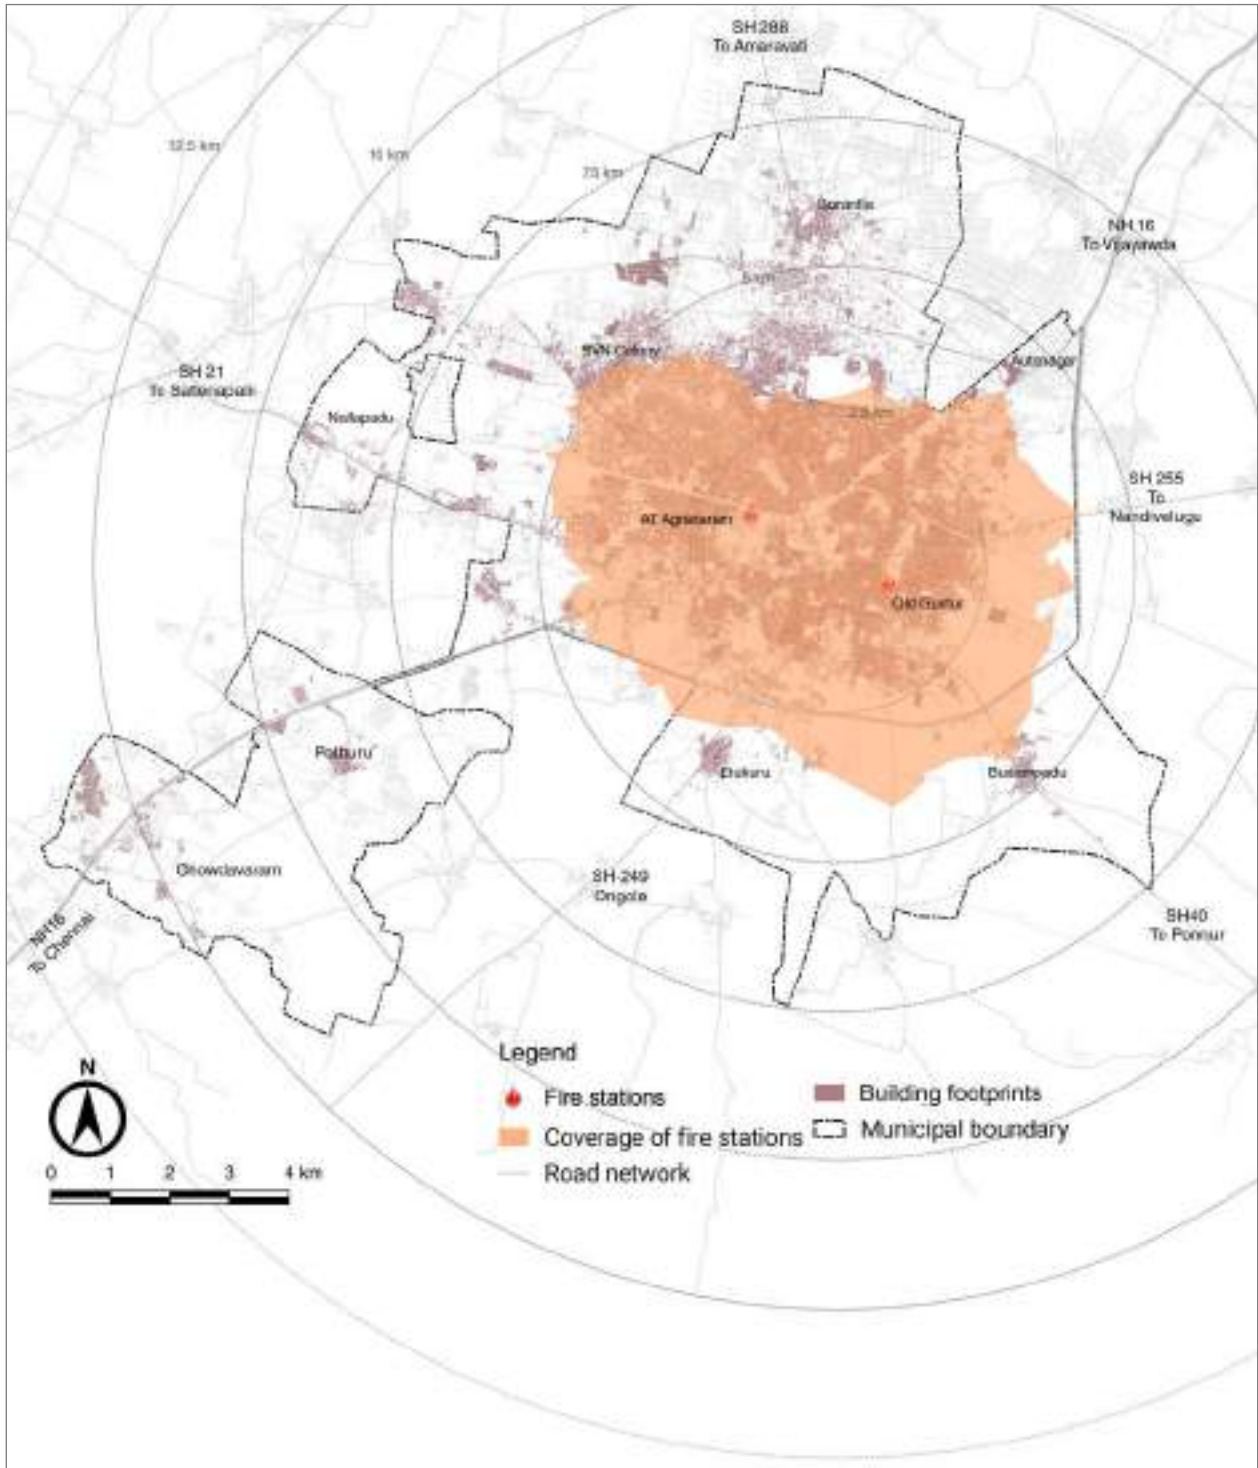 SH 288
To Amaravati
12.5 km
10 km
7.5 km
Gorantla
NH 16
To Vijayawda
5 km
SVN Colony
Autonagar
SH 21
To Sattenapalli
2.5 km
Nallapadu
SH 255
To
Nandivelugu
AT Agraharam
Old Guntur
Pothuru
Etukuru
Budampadu
Chowdavaram
SH-249
Ongole
NH16
To Chennai
SH40
To Ponnur
Legend
Fire stations
Coverage of fire stations
Road network
Building footprints
Municipal boundary
N
0 1 2 3 4 km